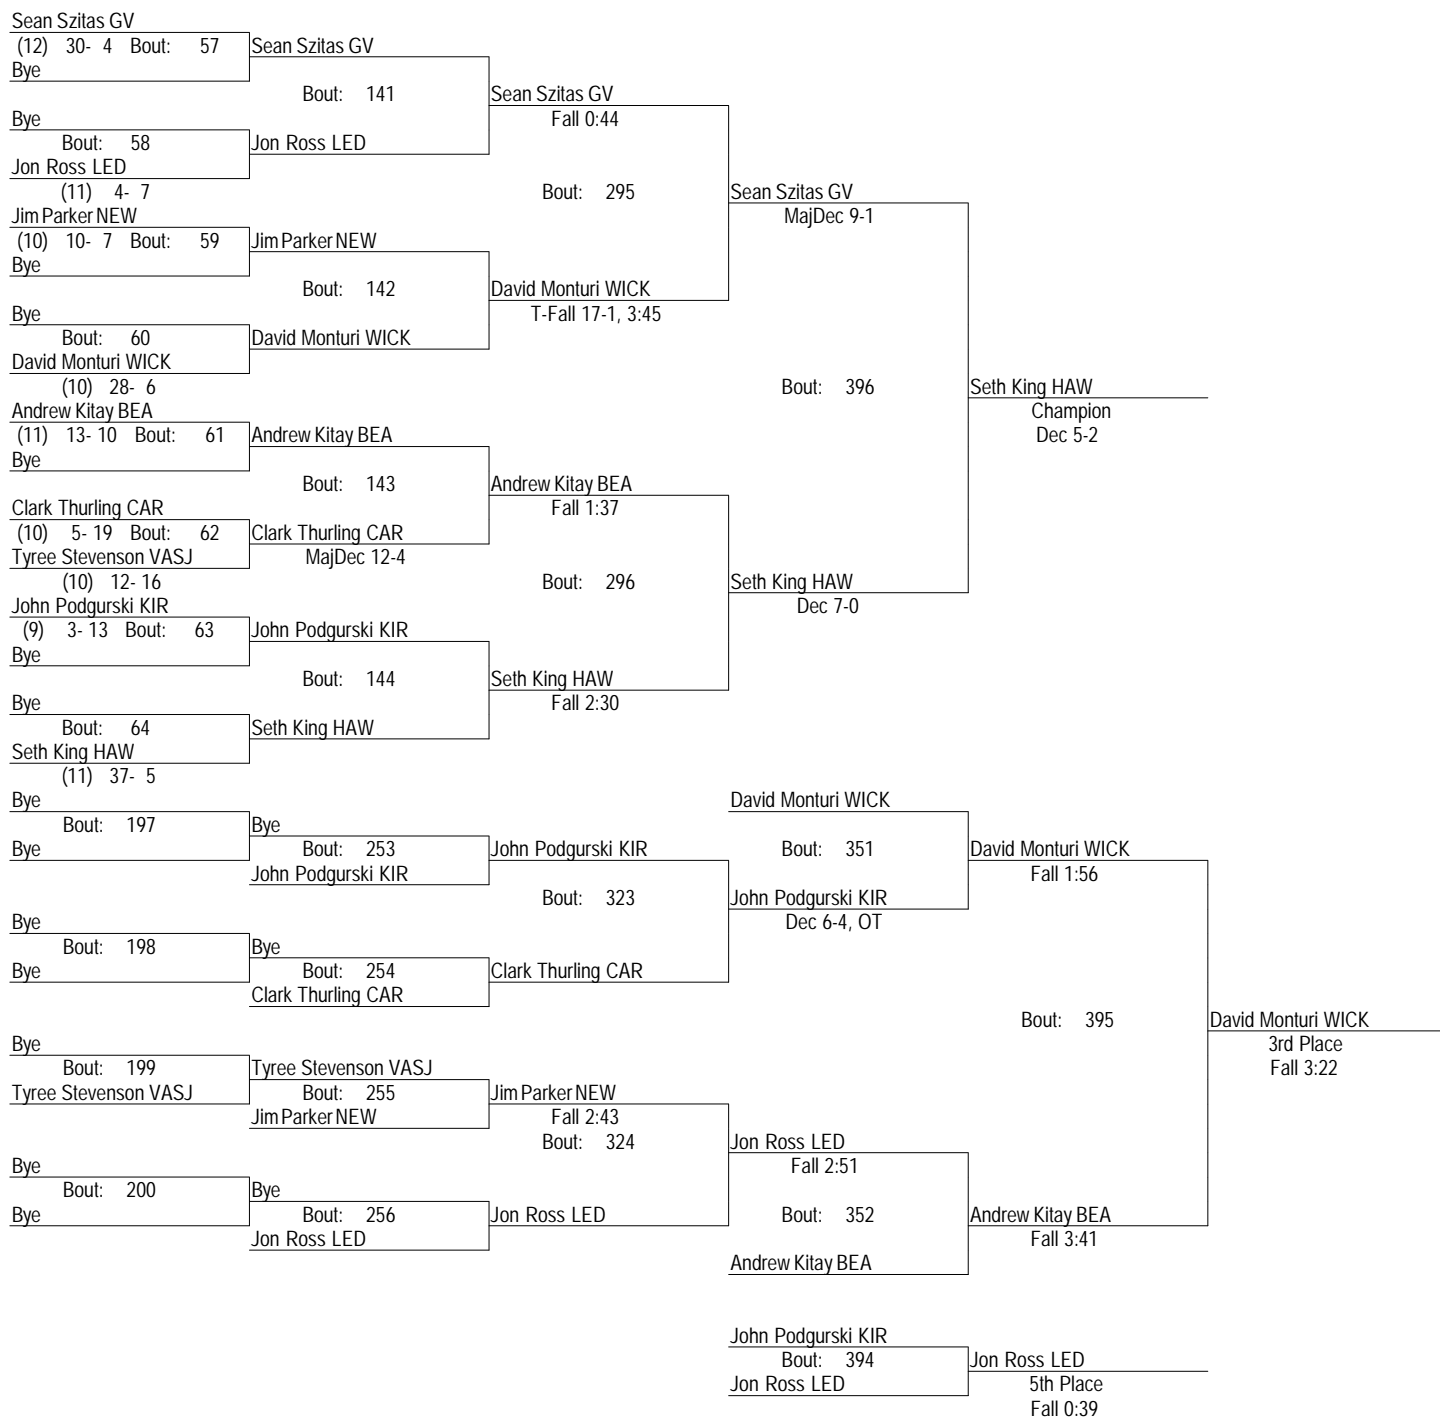 Sean Szitas GV
(12) 30- 4 Bout: 57
Bye
Sean Szitas GV
Bout: 141
Sean Szitas GV
Fall 0:44
Bye
Bout: 58
Jon Ross LED
Jon Ross LED
(11) 4- 7
Bout: 295
Sean Szitas GV
MajDec 9-1
Jim Parker NEW
(10) 10- 7 Bout: 59
Bye
Jim Parker NEW
Bout: 142
David Monturi WICK
T-Fall 17-1, 3:45
Bye
Bout: 60
David Monturi WICK
David Monturi WICK
(10) 28- 6
Bout: 396
Seth King HAW
Champion
Dec 5-2
Andrew Kitay BEA
(11) 13- 10 Bout: 61
Bye
Andrew Kitay BEA
Bout: 143
Andrew Kitay BEA
Fall 1:37
Clark Thurling CAR
(10) 5- 19 Bout: 62
Tyree Stevenson VASJ
(10) 12- 16
Clark Thurling CAR
MajDec 12-4
Bout: 296
Seth King HAW
Dec 7-0
John Podgurski KIR
(9) 3- 13 Bout: 63
Bye
John Podgurski KIR
Bout: 144
Seth King HAW
Fall 2:30
Bye
Bout: 64
Seth King HAW
Seth King HAW
(11) 37- 5
Bye
Bout: 197
Bye
Bye
Bout: 253
John Podgurski KIR
John Podgurski KIR
Bout: 323
David Monturi WICK
Bout: 351
John Podgurski KIR
Dec 6-4, OT
David Monturi WICK
Fall 1:56
Bye
Bout: 198
Bye
Bye
Bout: 254
Clark Thurling CAR
Clark Thurling CAR
Bout: 395
David Monturi WICK
3rd Place
Fall 3:22
Bye
Bout: 199
Tyree Stevenson VASJ
Tyree Stevenson VASJ
Bout: 255
Jim Parker NEW
Jim Parker NEW
Fall 2:43
Bout: 324
Jon Ross LED
Fall 2:51
Bye
Bout: 200
Bye
Bye
Bout: 256
Jon Ross LED
Jon Ross LED
Bout: 352
Andrew Kitay BEA
Andrew Kitay BEA
Fall 3:41
John Podgurski KIR
Bout: 394
Jon Ross LED
Jon Ross LED
5th Place
Fall 0:39